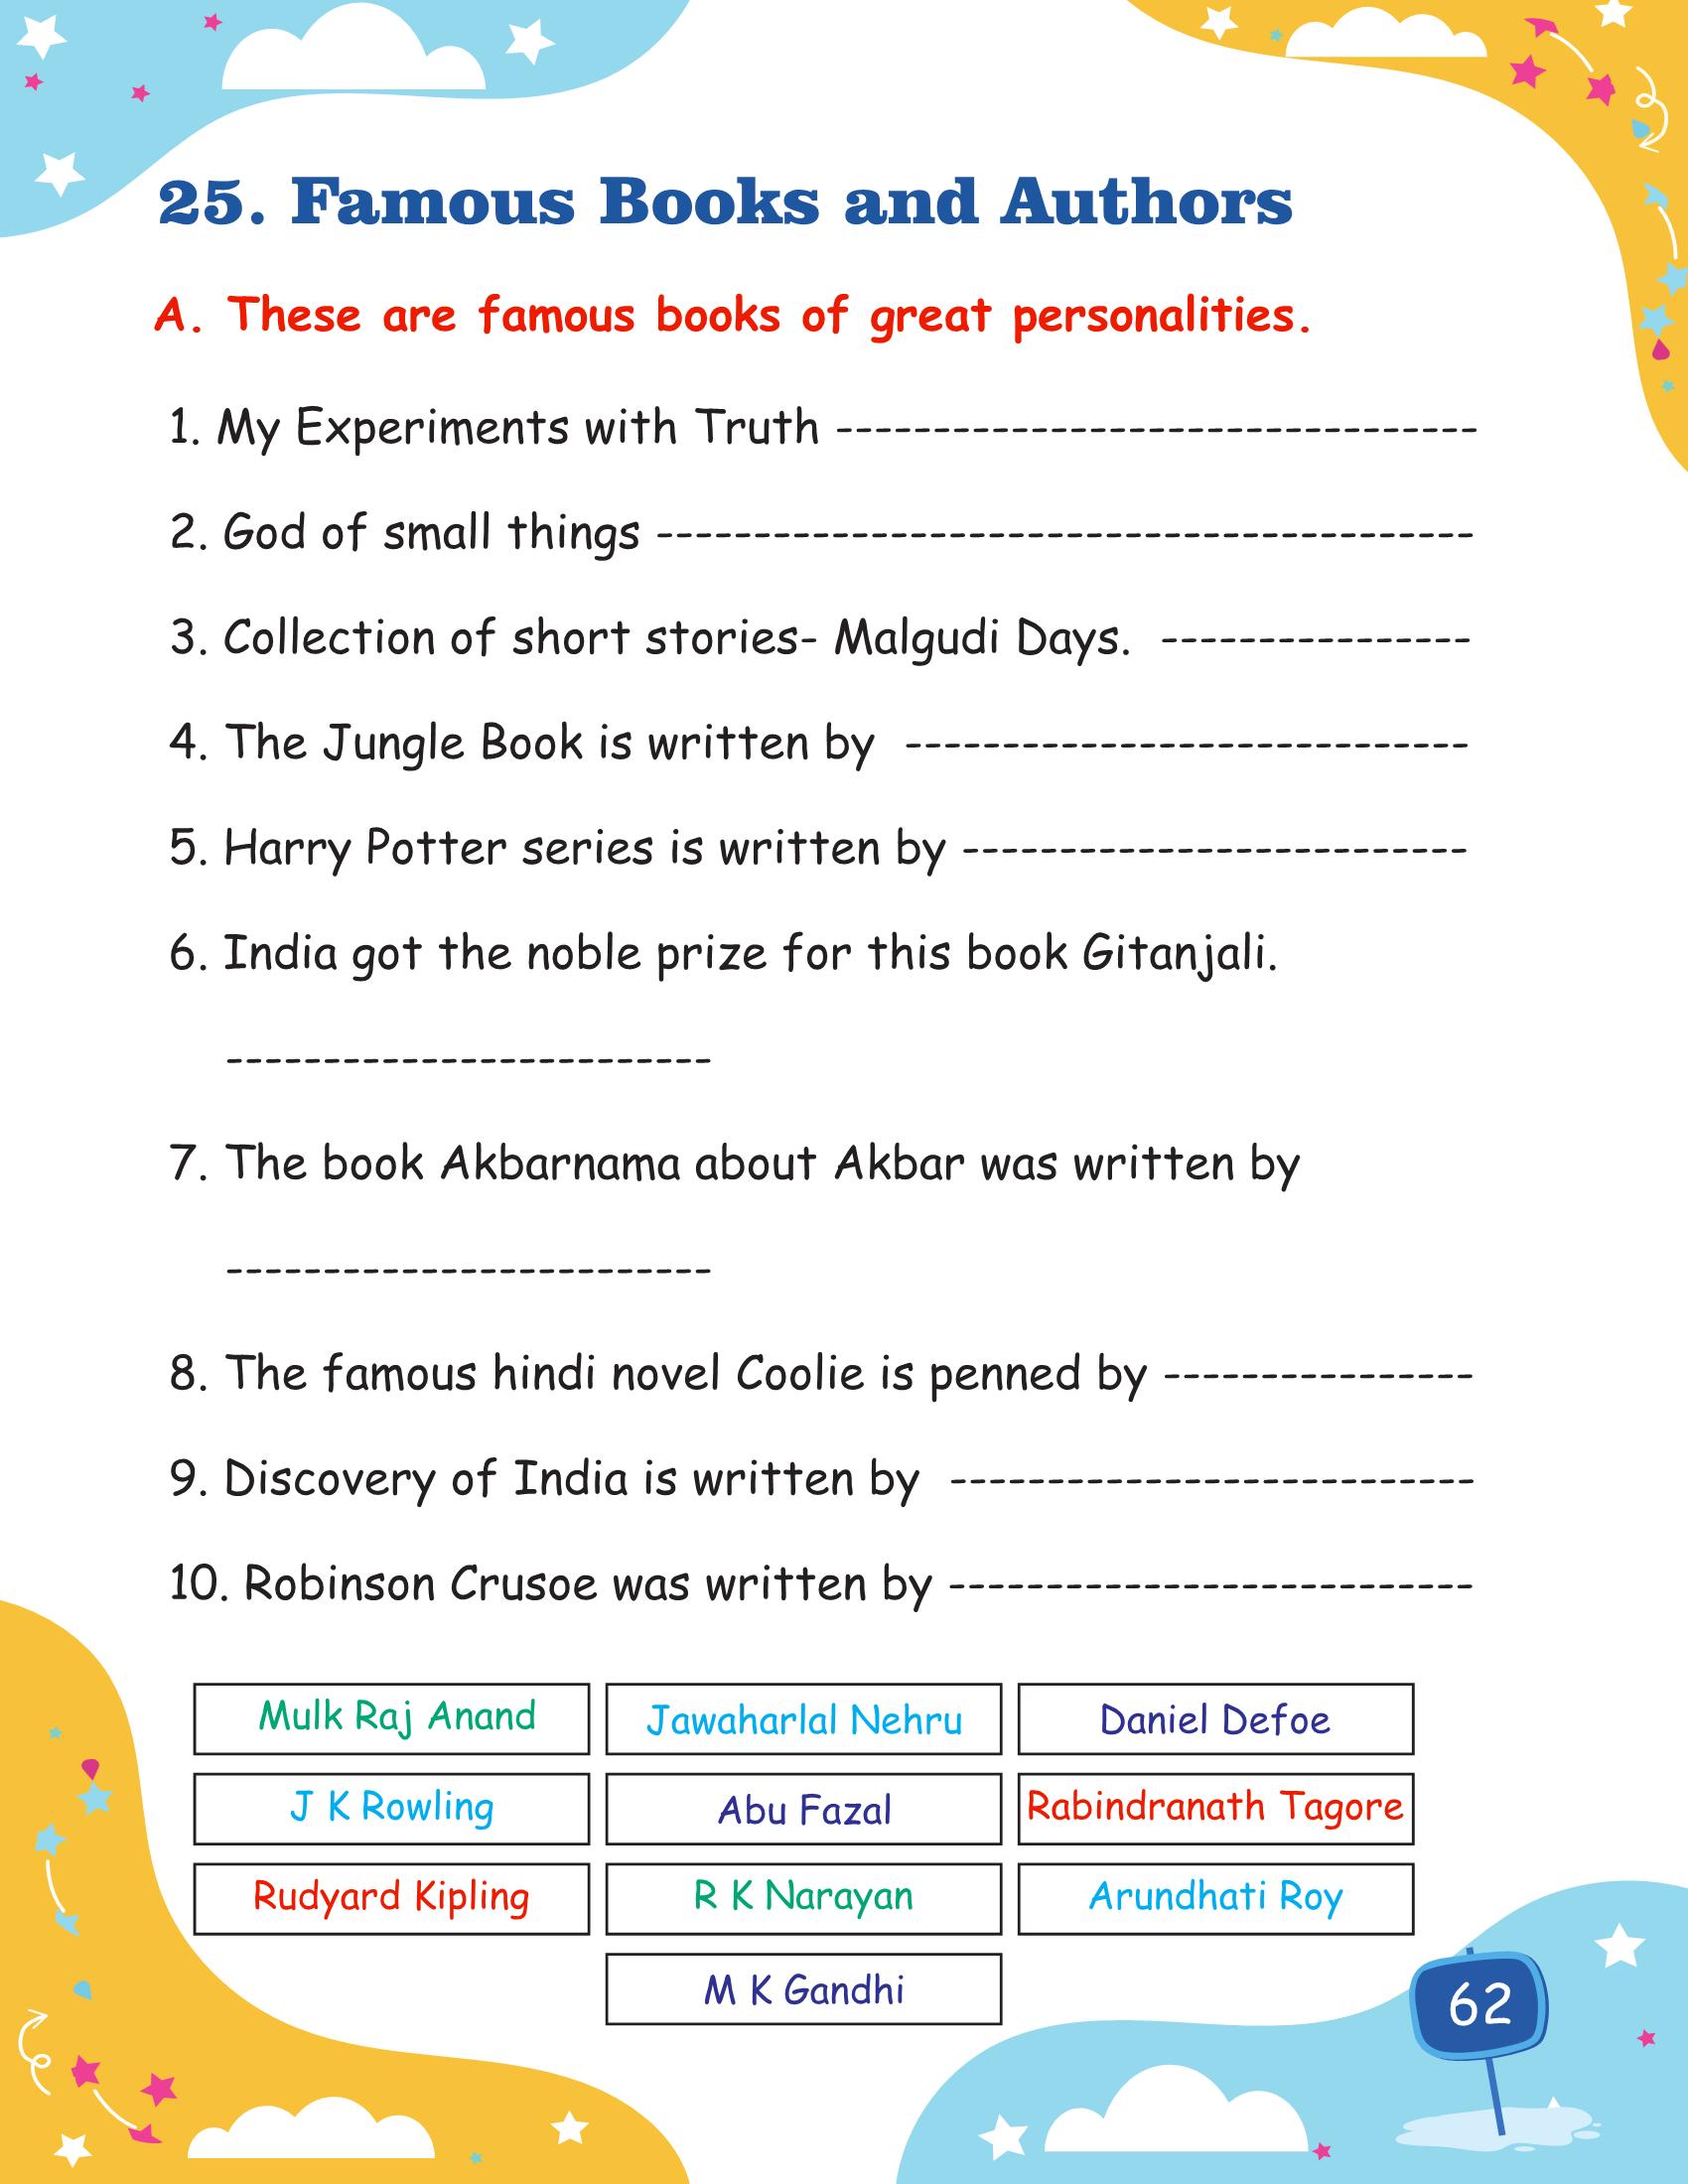 25. Famous Books and Authors
A. These are famous books of great personalities.
1. My Experiments with Truth ---------------------------------
2. God of small things ------------------------------------------
3. Collection of short stories- Malgudi Days. ----------------
4. The Jungle Book is written by -----------------------------
5. Harry Potter series is written by --------------------------
6. India got the noble prize for this book Gitanjali.
-------------------------
7. The book Akbarnama about Akbar was written by
-------------------------
8. The famous hindi novel Coolie is penned by ----------------
9. Discovery of India is written by ---------------------------
10. Robinson Crusoe was written by ---------------------------
Mulk Raj Anand Jawaharlal Nehru Daniel Defoe
J K Rowling Abu Fazal Rabindranath Tagore
Rudyard Kipling R K Narayan Arundhati Roy
M K Gandhi
62